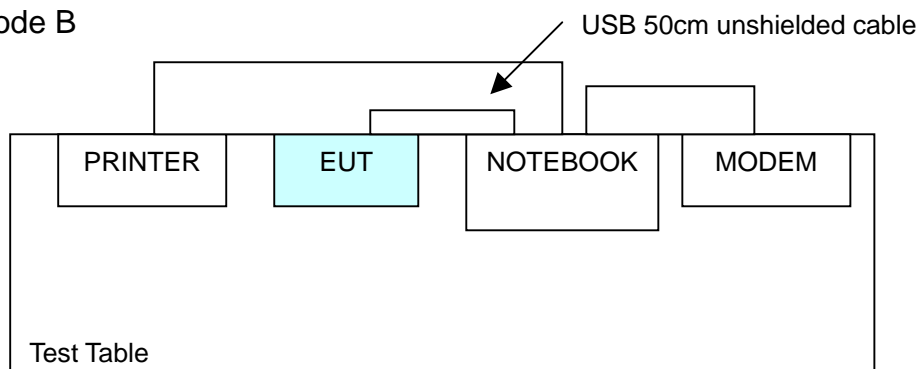 ode B
USB 50cm unshielded cable
PRINTER
EUT
NOTEBOOK
MODEM
Test Table